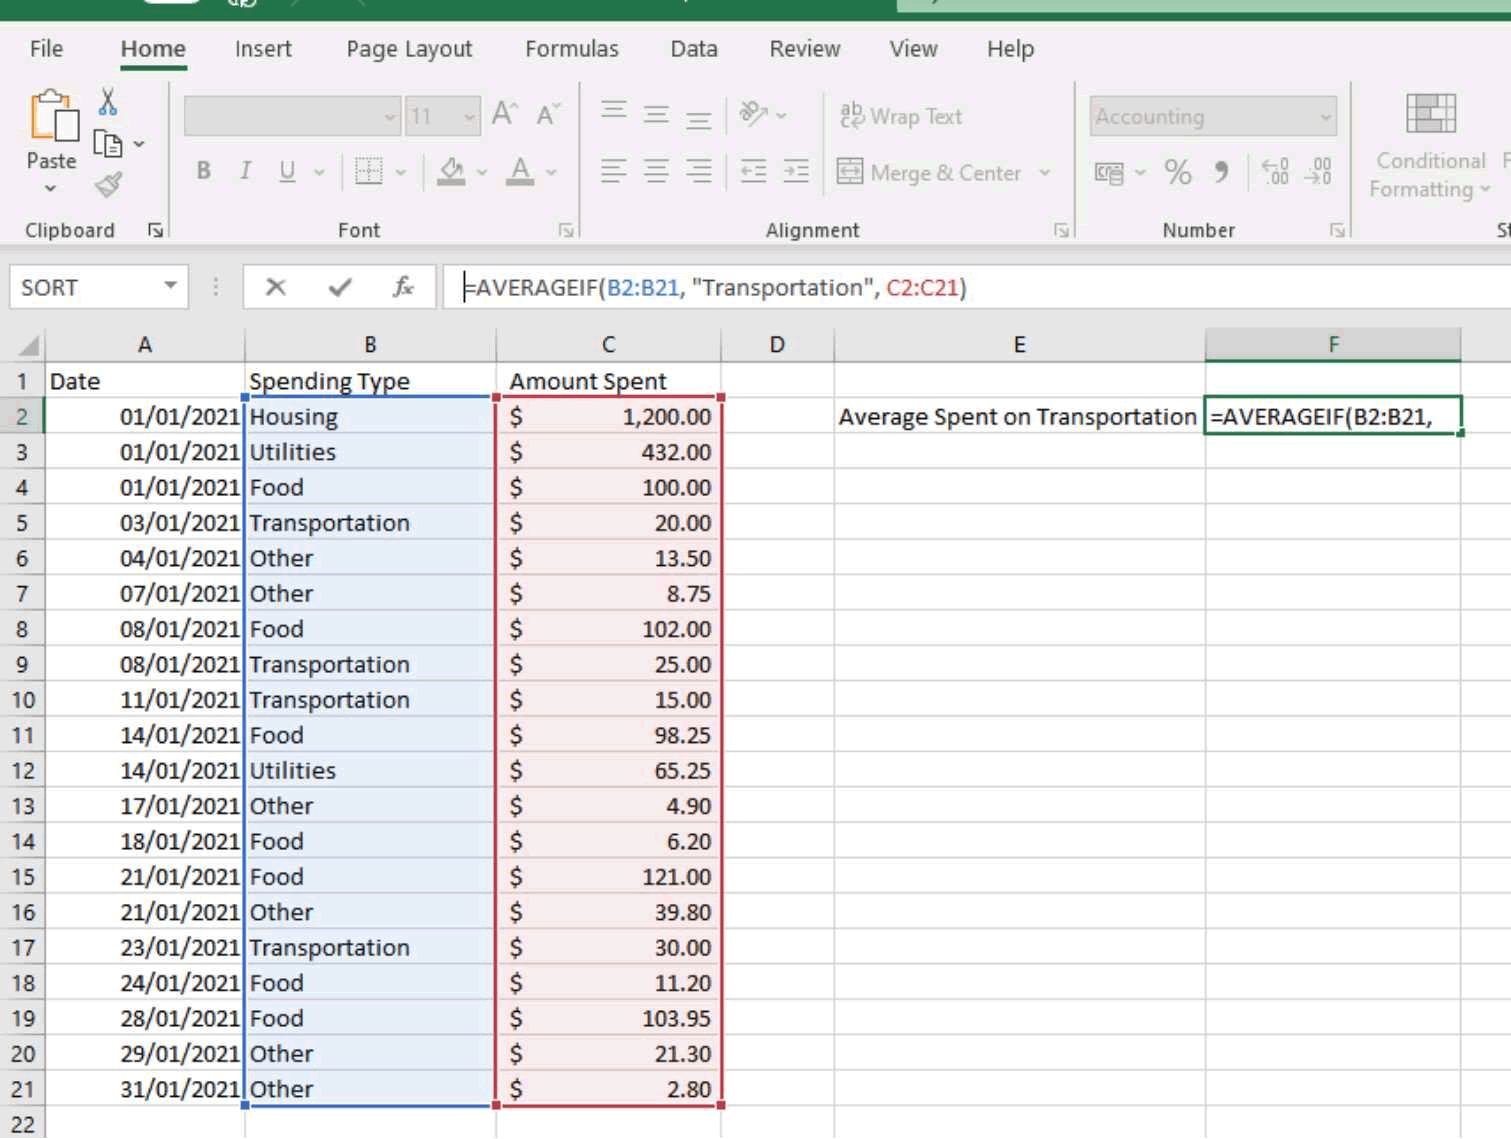 File Home Insert Page Layout Formulas Data Review View Help
11 A A ab Wrap Text Accounting
Paste B I U A Merge & Center % Conditional Formatting
Clipboard Font Alignment Number
SORT fx =AVERAGEIF(B2:B21, "Transportation", C2:C21)
A B C D E F
1 Date Spending Type Amount Spent
2 01/01/2021 Housing $ 1,200.00 Average Spent on Transportation =AVERAGEIF(B2:B21,
3 01/01/2021 Utilities $ 432.00
4 01/01/2021 Food $ 100.00
5 03/01/2021 Transportation $ 20.00
6 04/01/2021 Other $ 13.50
7 07/01/2021 Other $ 8.75
8 08/01/2021 Food $ 102.00
9 08/01/2021 Transportation $ 25.00
10 11/01/2021 Transportation $ 15.00
11 14/01/2021 Food $ 98.25
12 14/01/2021 Utilities $ 65.25
13 17/01/2021 Other $ 4.90
14 18/01/2021 Food $ 6.20
15 21/01/2021 Food $ 121.00
16 21/01/2021 Other $ 39.80
17 23/01/2021 Transportation $ 30.00
18 24/01/2021 Food $ 11.20
19 28/01/2021 Food $ 103.95
20 29/01/2021 Other $ 21.30
21 31/01/2021 Other $ 2.80
22